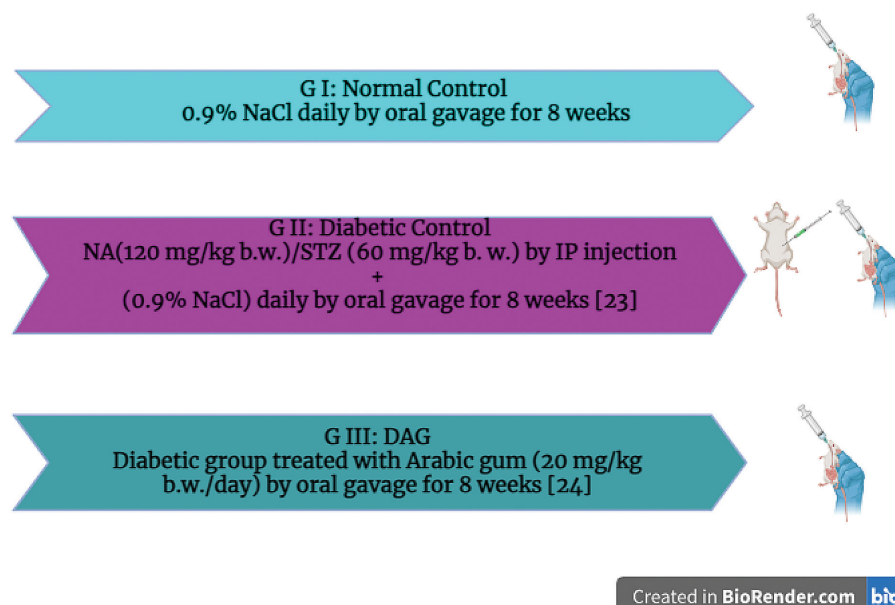 G I: Normal Control
0.9% NaCl daily by oral gavage for 8 weeks
G II: Diabetic Control
NA(120 mg/kg b.w.)/STZ (60 mg/kg b. w.) by IP injection
+
(0.9% NaCl) daily by oral gavage for 8 weeks [23]
G III: DAG
Diabetic group treated with Arabic gum (20 mg/kg
b.w./day) by oral gavage for 8 weeks [24]
Created in BioRender.com bio